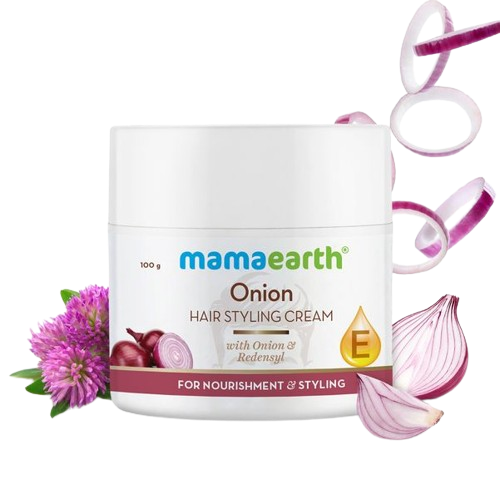 100 g
mamaearth®
Onion
HAIR STYLING CREAM
with Onion &
Redensyl
E
FOR NOURISHMENT & STYLING